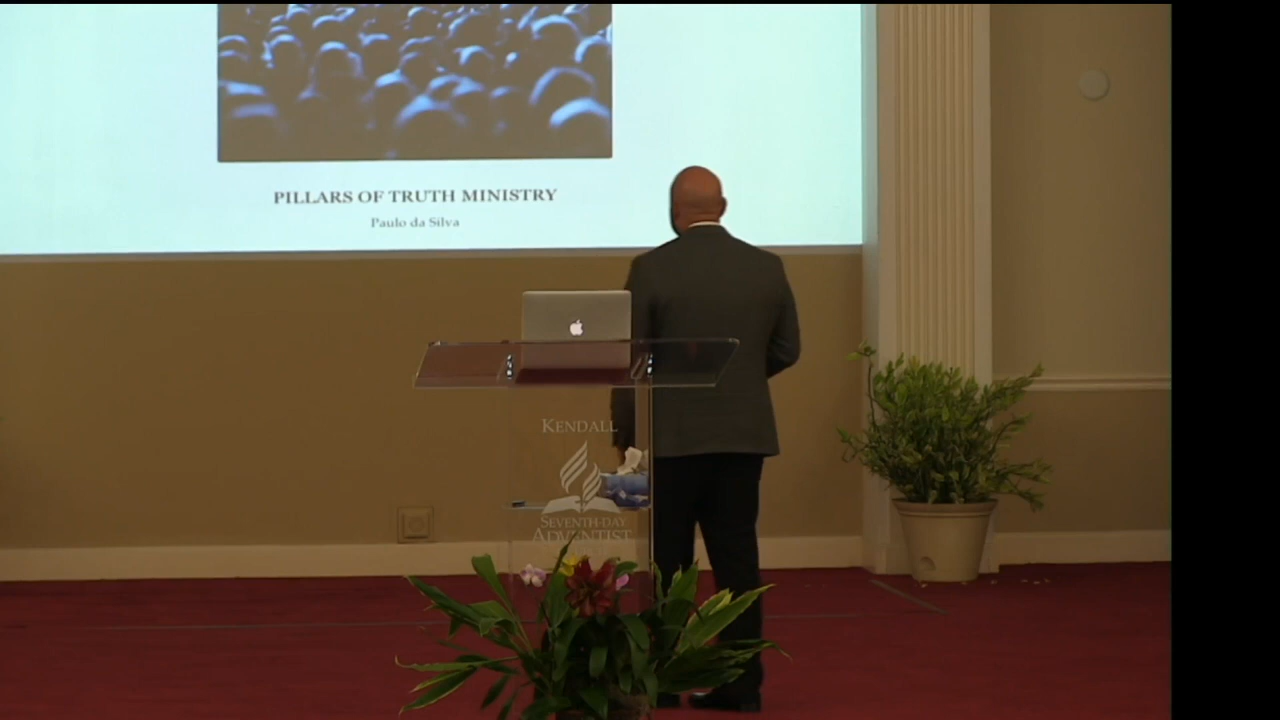 PILLARS OF TRUTH MINISTRY
Paulo da Silva
KENDALL
SEVENTH-DAY
ADVENTIST